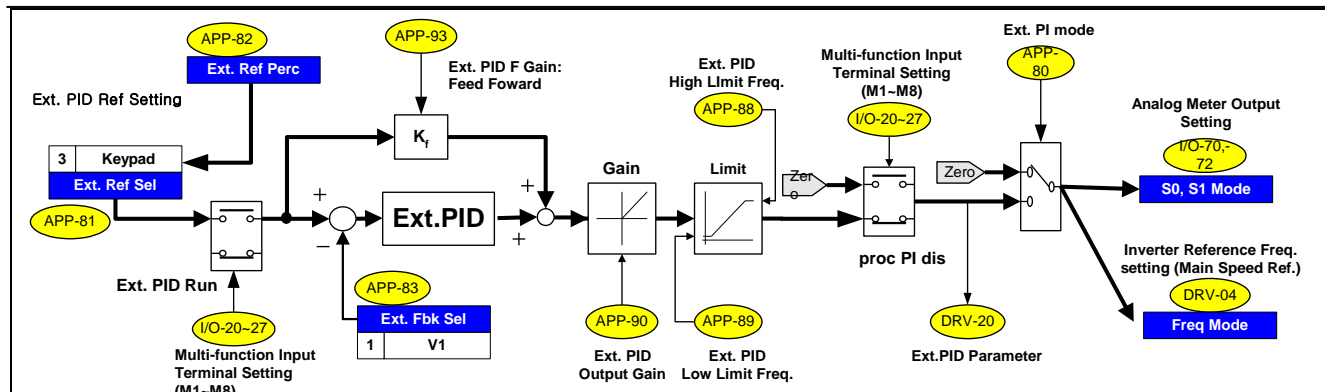 APP-82
Ext. Ref Perc
Ext. PID Ref Setting
3 Keypad
Ext. Ref Sel
APP-81
Ext. PID Run
I/O-20~27
Multi-function Input
Terminal Setting
(M1~M8)
APP-93
Ext. PID F Gain:
Feed Foward
Kf
+
−
Ext.PID
+
+
APP-83
Ext. Fbk Sel
1 V1
Gain
APP-90
Ext. PID
Output Gain
Ext. PID
High LImit Freq.
APP-88
Limit
APP-89
Ext. PID
Low Limit Freq.
Multi-function Input
Terminal Setting
(M1~M8)
I/O-20~27
Zer
o
proc PI dis
Zero
DRV-20
Ext.PID Parameter
Ext. PI mode
APP-
80
Analog Meter Output
Setting
I/O-70,-
72
S0, S1 Mode
Inverter Reference Freq.
setting (Main Speed Ref.)
DRV-04
Freq Mode